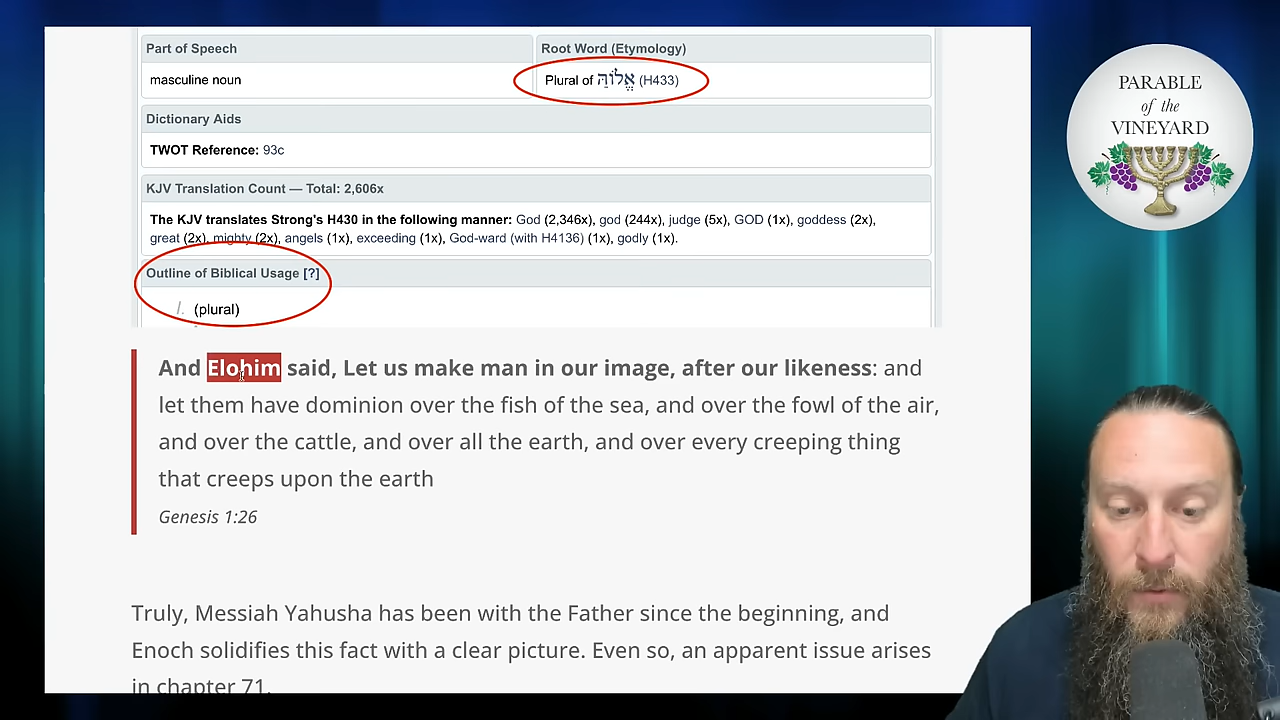 Part of Speech
Root Word (Etymology)
masculine noun
Plural of אֱלוֹהַּ (H433)
Dictionary Aids
TWOT Reference: 93c
KJV Translation Count — Total: 2,606x
The KJV translates Strong's H430 in the following manner: God (2,346x), god (244x), judge (5x), GOD (1x), goddess (2x),
great (2x), mighty (2x), angels (1x), exceeding (1x), God-ward (with H4136) (1x), godly (1x).
Outline of Biblical Usage [?]
I. (plural)
And Elohim said, Let us make man in our image, after our likeness: and
let them have dominion over the fish of the sea, and over the fowl of the air,
and over the cattle, and over all the earth, and over every creeping thing
that creeps upon the earth
Genesis 1:26
Truly, Messiah Yahusha has been with the Father since the beginning, and
Enoch solidifies this fact with a clear picture. Even so, an apparent issue arises
in chapter 71.
PARABLE
of the
VINEYARD